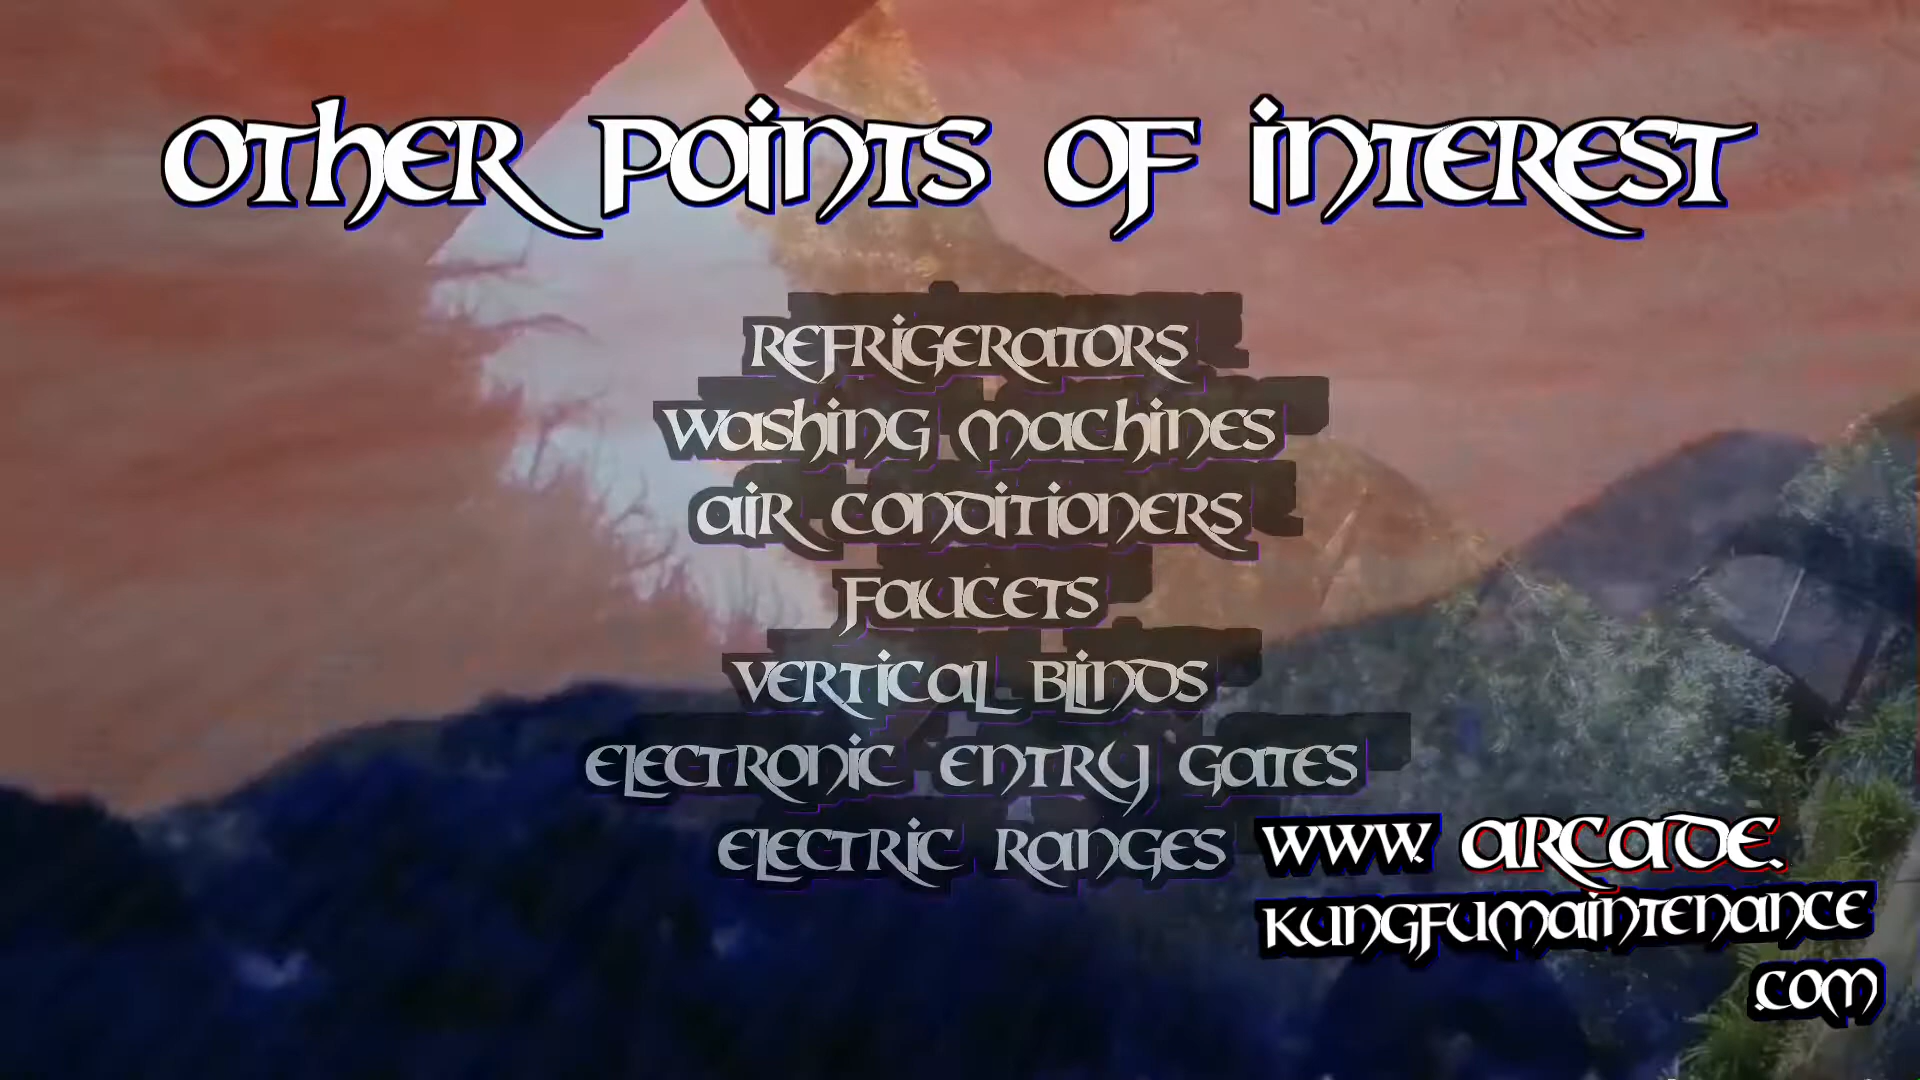 OTHER POINTS OF INTEREST
REFRIGERATORS
WASHING MACHINES
AIR CONDITIONERS
FAUCETS
VERTICAL BLINDS
ELECTRONIC ENTRY GATES
ELECTRIC RANGES
WWW. ARCADE.
KUNGFUMAINTENANCE
.COM